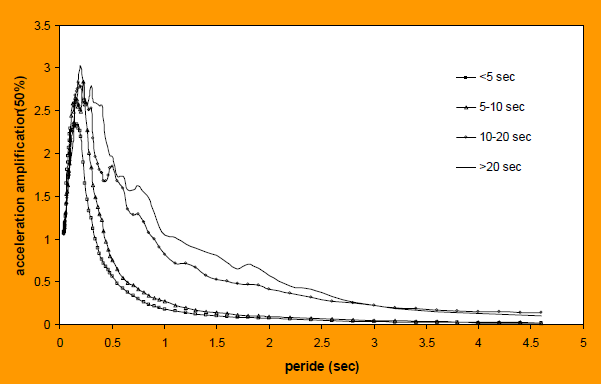 3.5
3
2.5
2
1.5
1
0.5
0
acceleration amplification(50%)
<5 sec
5-10 sec
10-20 sec
>20 sec
0 0.5 1 1.5 2 2.5 3 3.5 4 4.5 5
peride (sec)